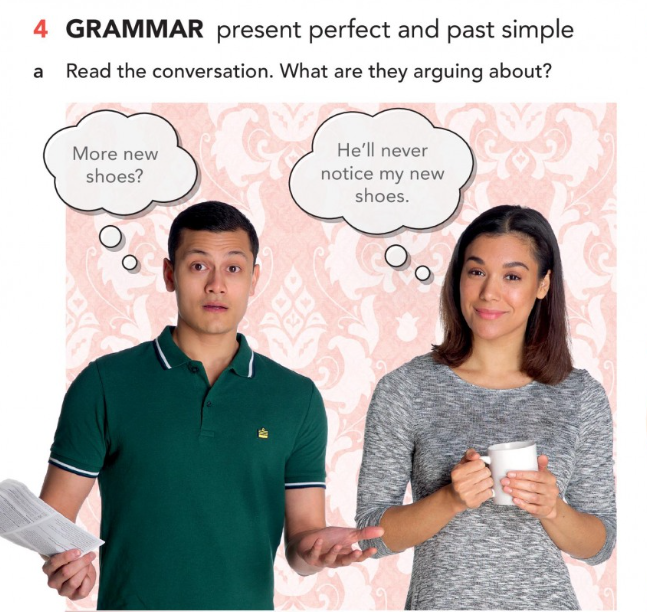 4 GRAMMAR present perfect and past simple
a Read the conversation. What are they arguing about?
More new
shoes?
He'll never
notice my new
shoes.